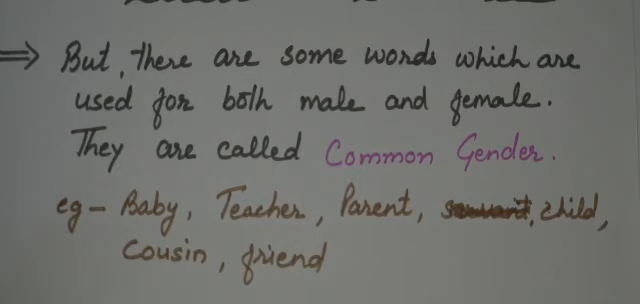 ⇒ But, there are some words which are
used for both male and female.
They are called Common Gender.
eg - Baby, Teacher, Parent, child,
Cousin, friend